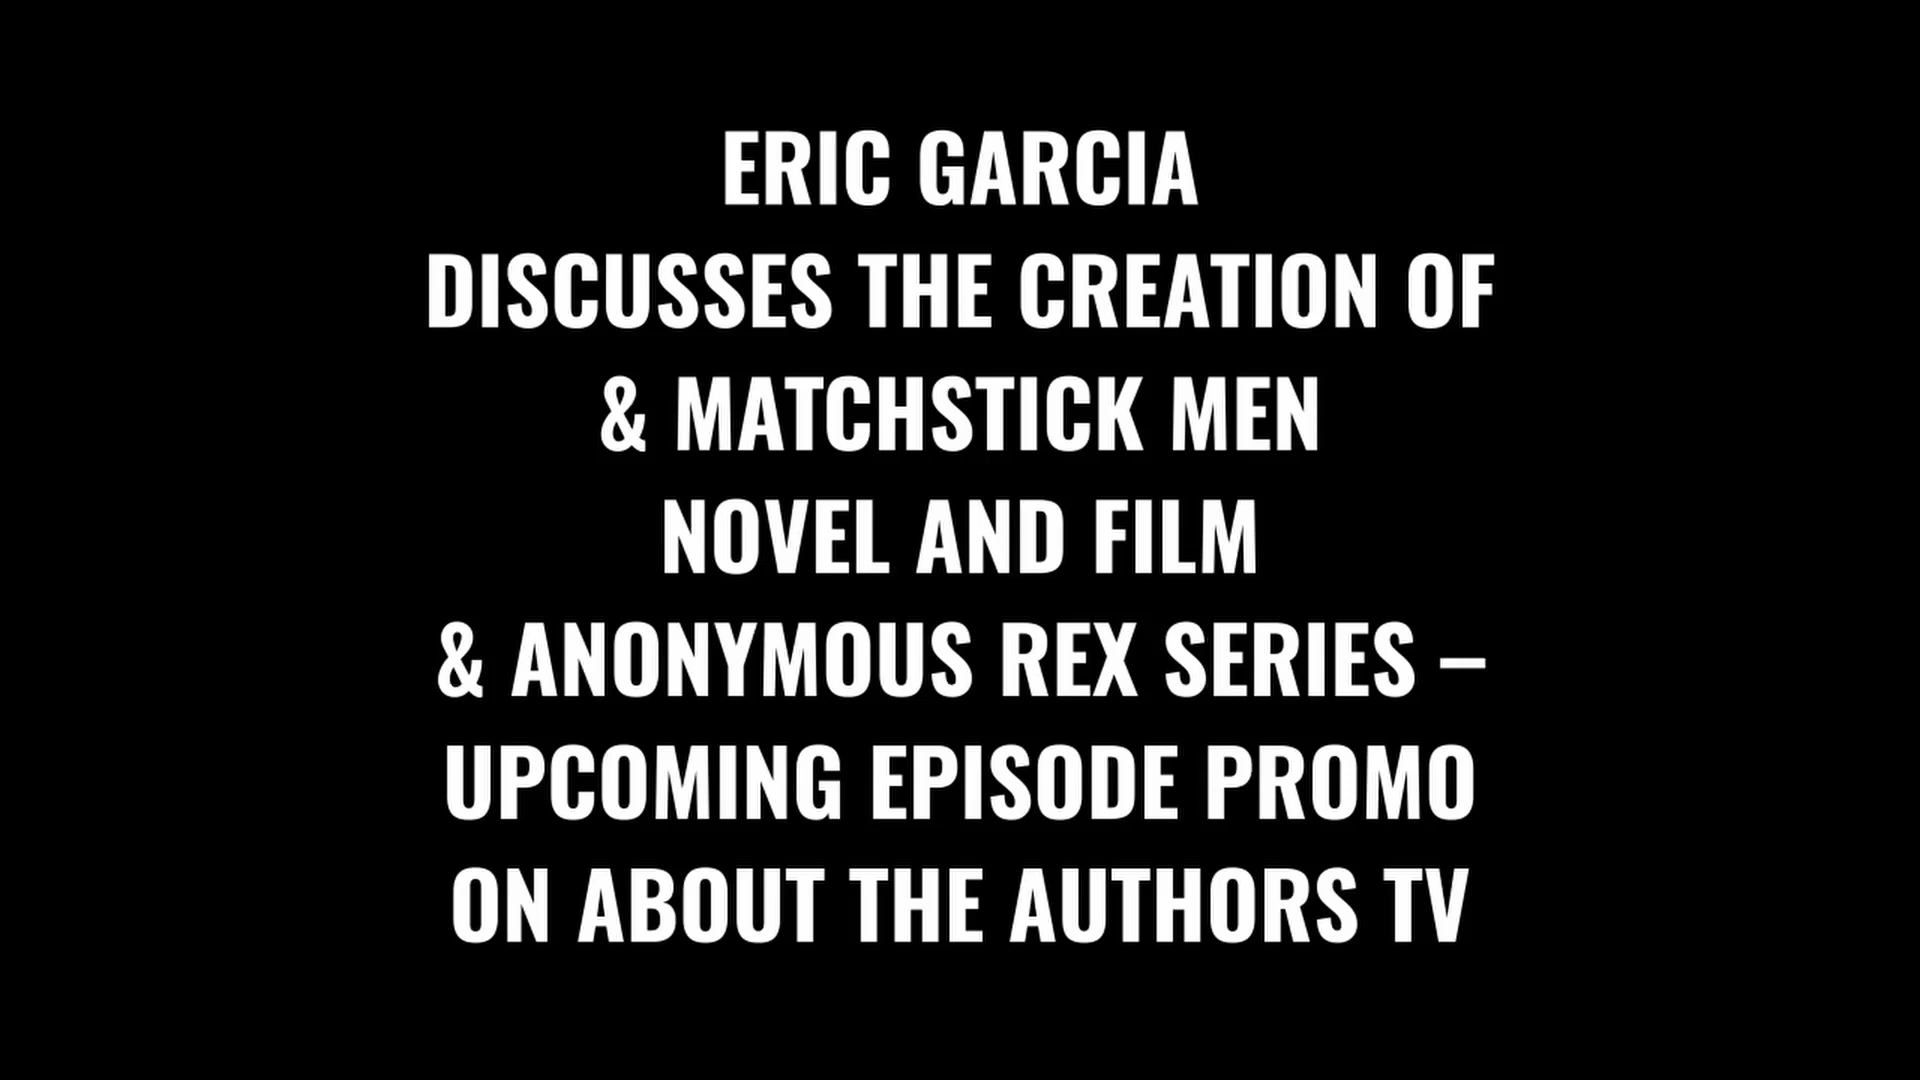 ERIC GARCIA
DISCUSSES THE CREATION OF
& MATCHSTICK MEN
NOVEL AND FILM
& ANONYMOUS REX SERIES –
UPCOMING EPISODE PROMO
ON ABOUT THE AUTHORS TV